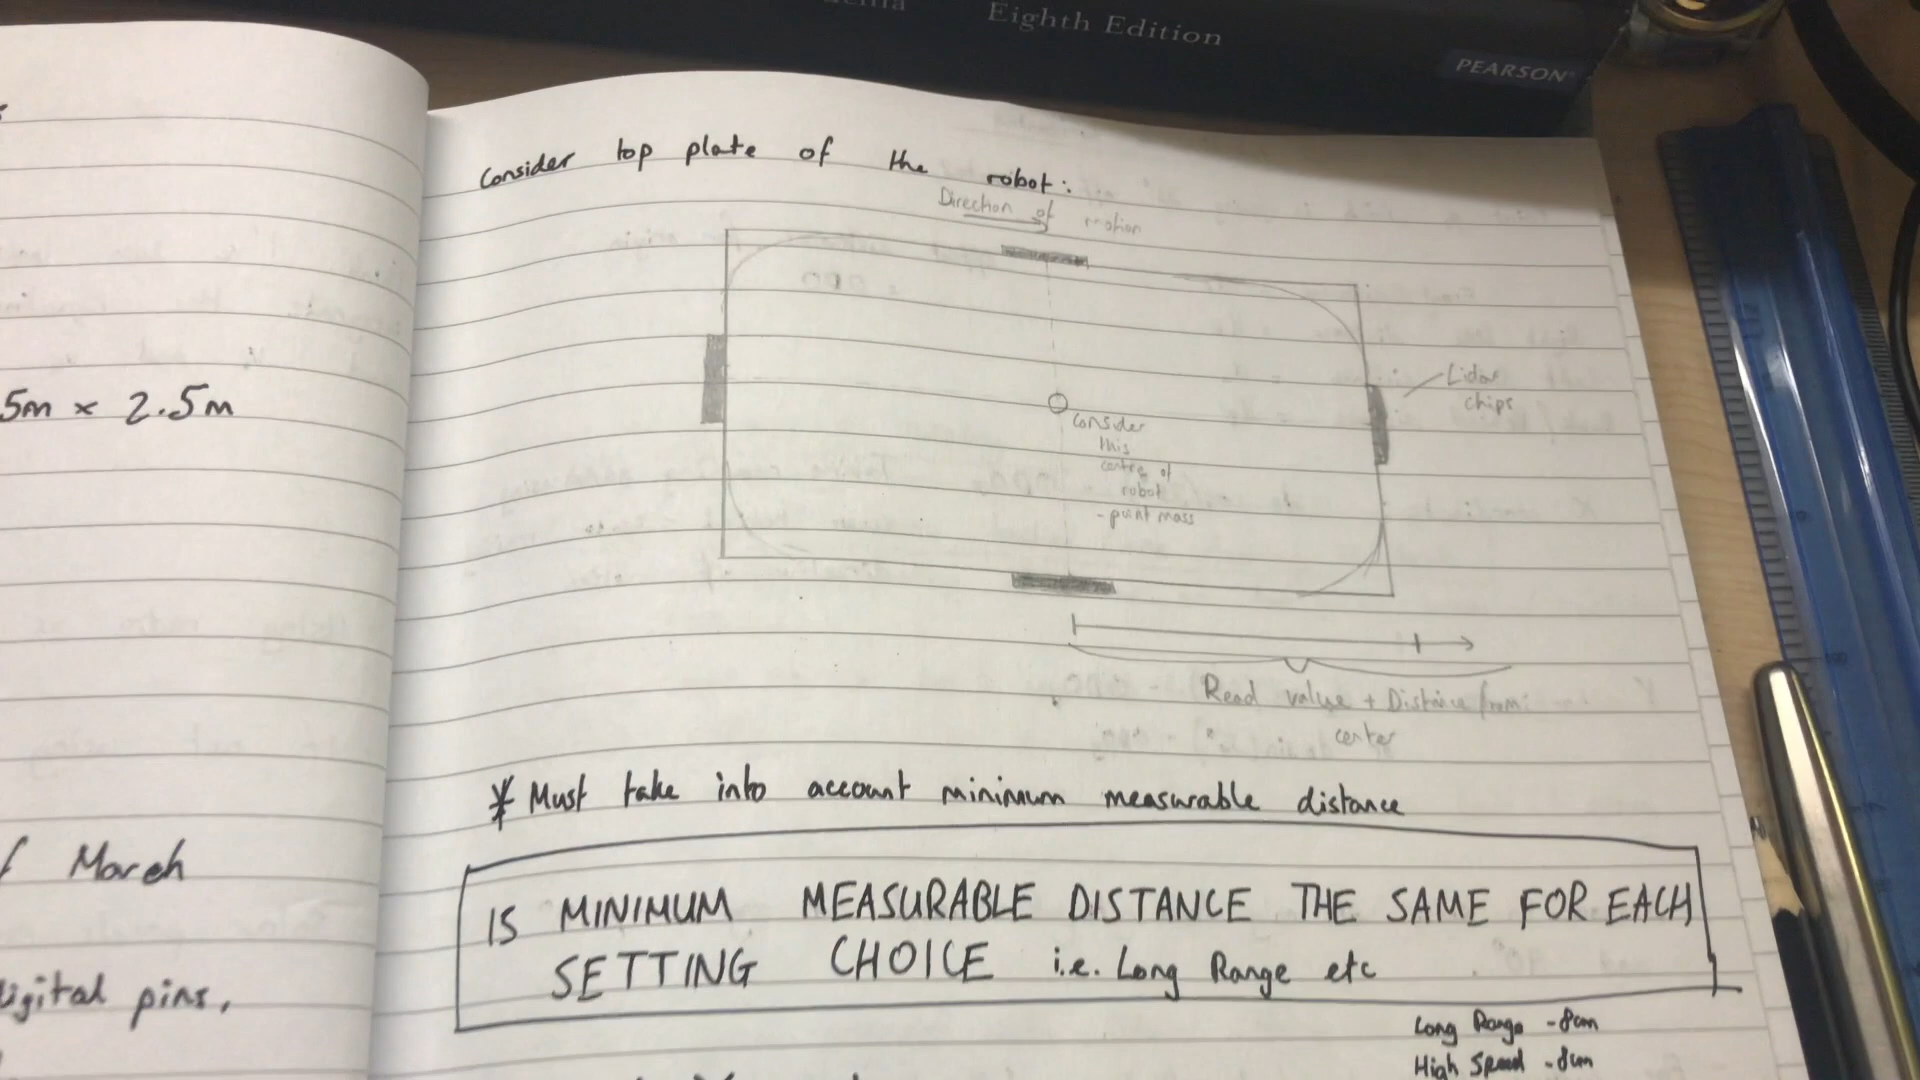 Eighth Edition
PEARSON
5m × 2.5m
March
digital pins.
Consider top plate of the robot:
Direction of motion
Lidar
chips
Consider
this
centre of
robot
- point mass
Read value + Distance from
center
* Must take into account minimum measurable distance
IS MINIMUM MEASURABLE DISTANCE THE SAME FOR EACH
SETTING CHOICE i.e. Long Range etc
Long Range - 8cm
High Speed - 8cm